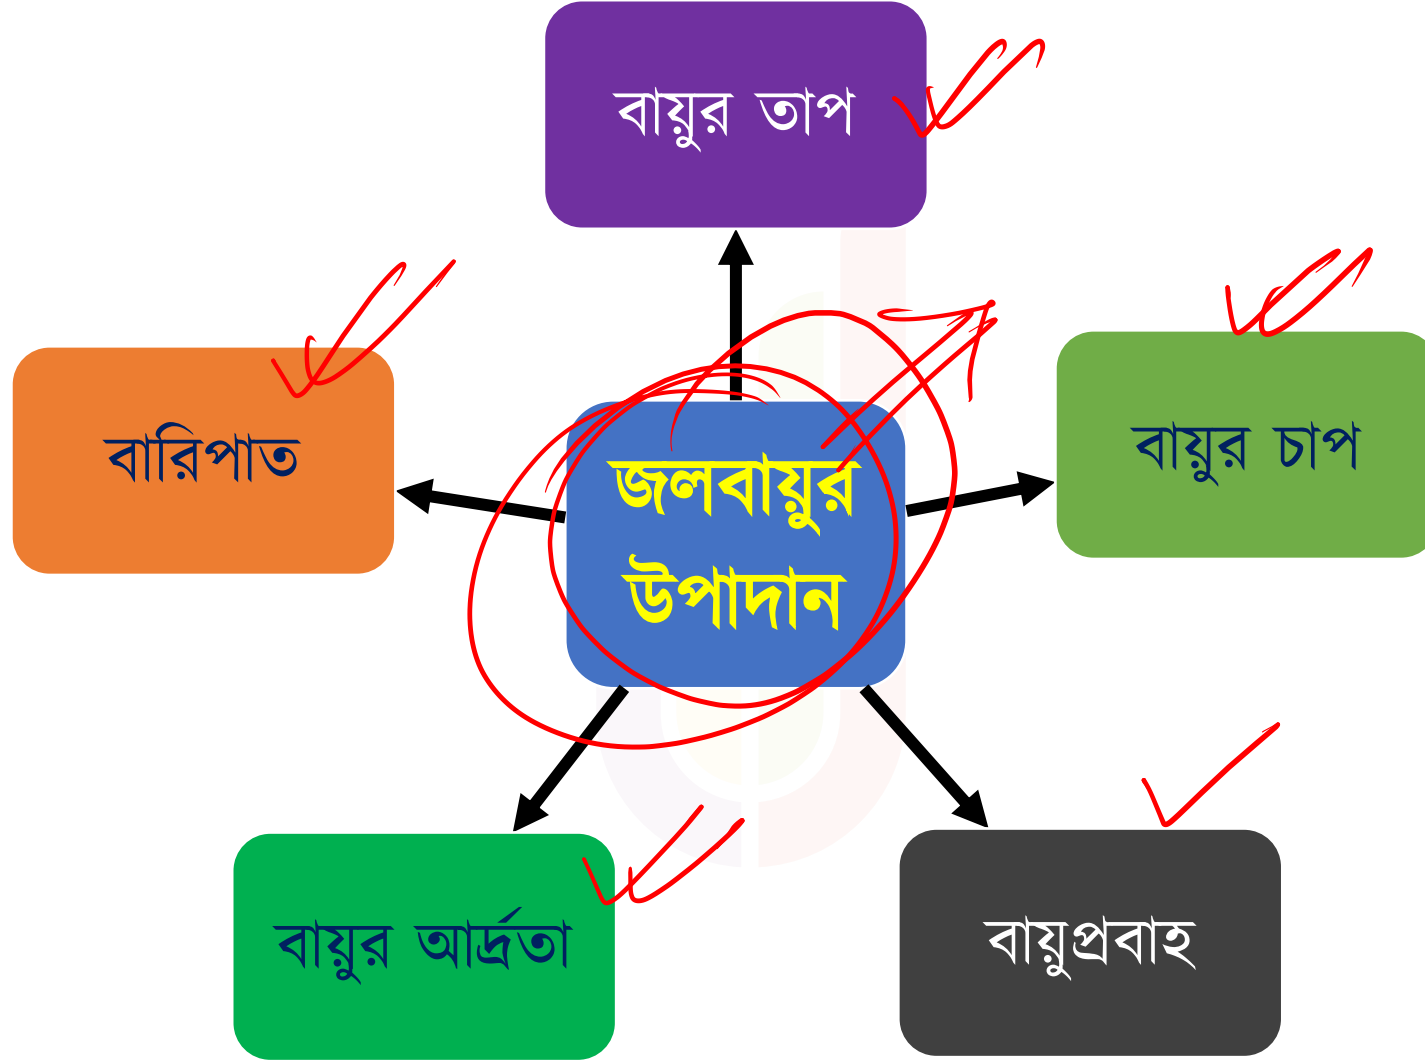 বায়ুর তাপ
বারিপাত
বায়ুর চাপ
জলবায়ুর
উপাদান
বায়ুর আর্দ্রতা
বায়ুপ্রবাহ